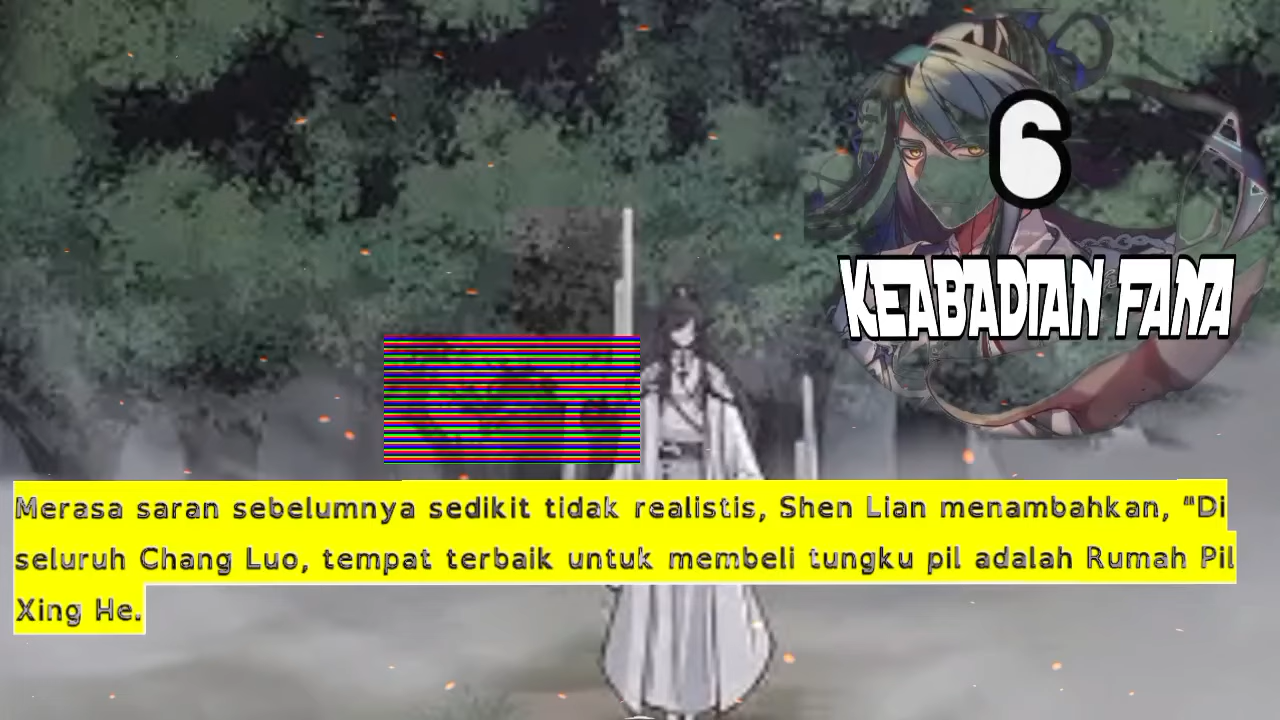 6
KEABADIAN FANA
Merasa saran sebelumnya sedikit tidak realistis, Shen Lian menambahkan, "Di
seluruh Chang Luo, tempat terbaik untuk membeli tungku pil adalah Rumah Pil
Xing He.